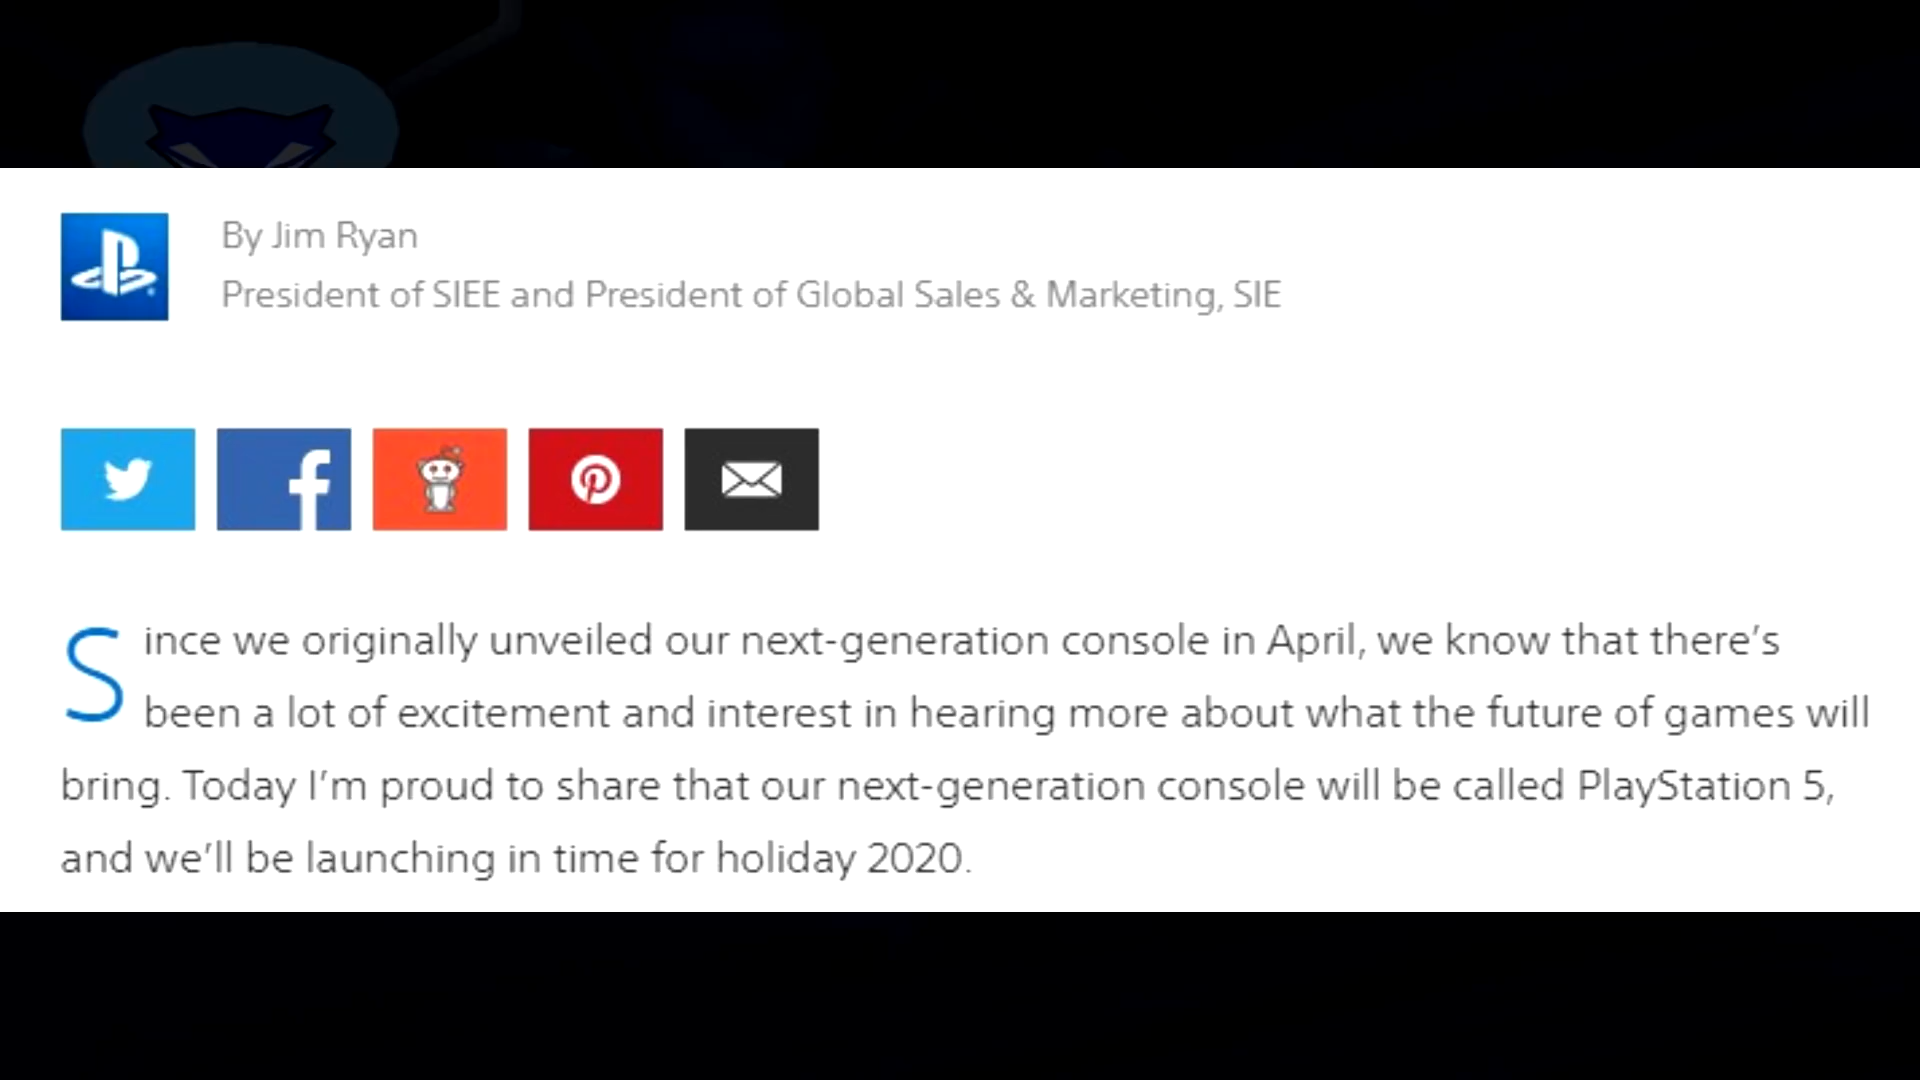 By Jim Ryan
President of SIEE and President of Global Sales & Marketing, SIE
Since we originally unveiled our next-generation console in April, we know that there’s
been a lot of excitement and interest in hearing more about what the future of games will
bring. Today I’m proud to share that our next-generation console will be called PlayStation 5,
and we’ll be launching in time for holiday 2020.